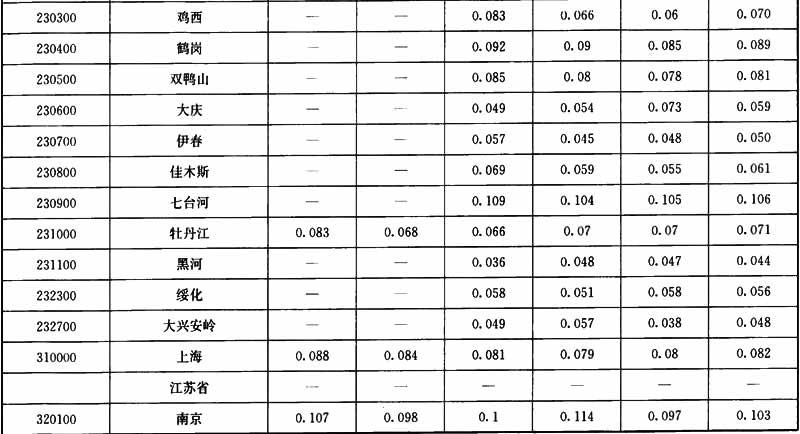 230300 鸡西 — — 0.083 0.066 0.06 0.070
230400 鹤岗 — — 0.092 0.09 0.085 0.089
230500 双鸭山 — — 0.085 0.08 0.078 0.081
230600 大庆 — — 0.049 0.054 0.073 0.059
230700 伊春 — — 0.057 0.045 0.048 0.050
230800 佳木斯 — — 0.069 0.059 0.055 0.061
230900 七台河 — — 0.109 0.104 0.105 0.106
231000 牡丹江 0.083 0.068 0.066 0.07 0.07 0.071
231100 黑河 — — 0.036 0.048 0.047 0.044
232300 绥化 — — 0.058 0.051 0.058 0.056
232700 大兴安岭 — — 0.049 0.057 0.038 0.048
310000 上海 0.088 0.084 0.081 0.079 0.08 0.082
江苏省 — — — — — —
320100 南京 0.107 0.098 0.1 0.114 0.097 0.103